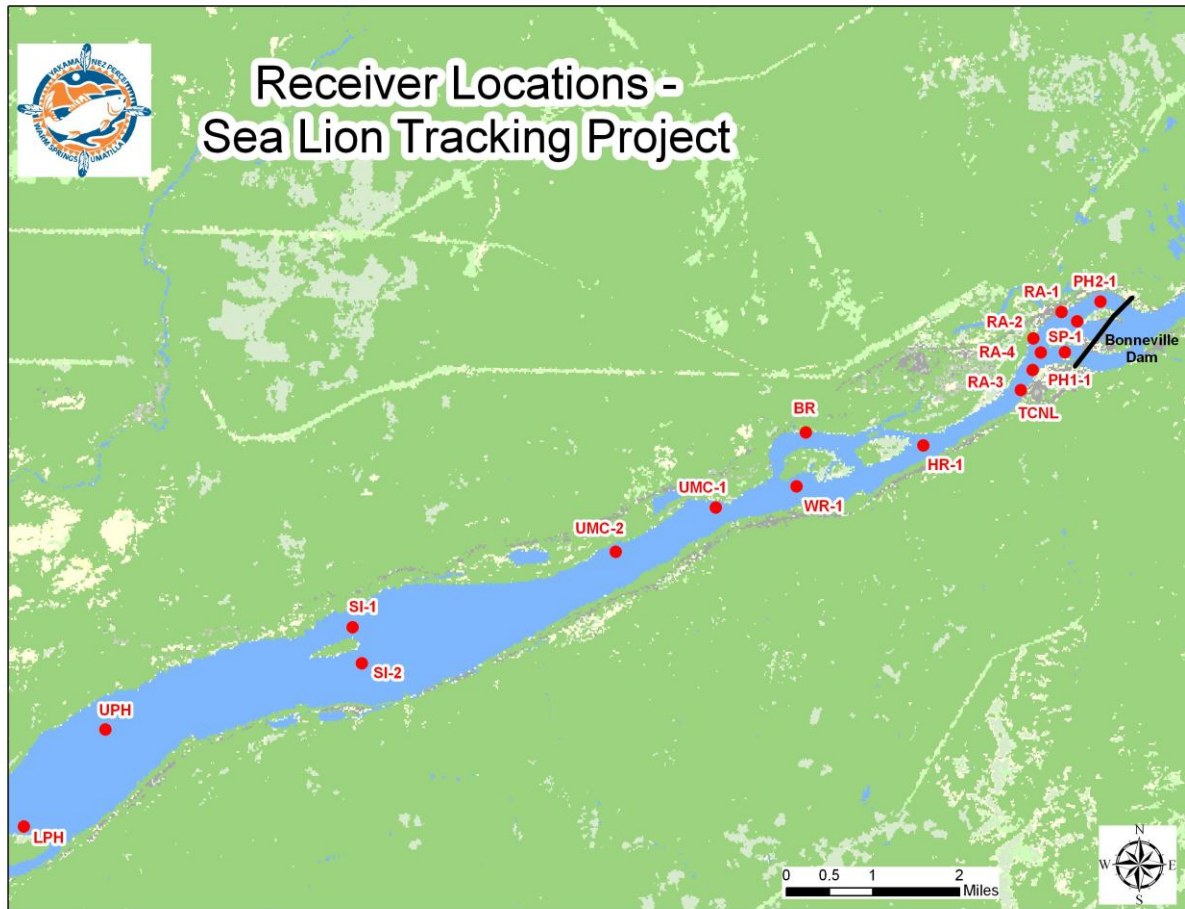 YAKAMA NEZ PERCE
WARM SPRINGS UMATILLA
Receiver Locations -
Sea Lion Tracking Project
PH2-1
RA-1
RA-2
SP-1
RA-4
Bonneville
Dam
RA-3
PH1-1
TCNL
BR
HR-1
UMC-1
WR-1
UMC-2
SI-1
SI-2
UPH
LPH
N
W E
S
0 0.5 1 2
Miles